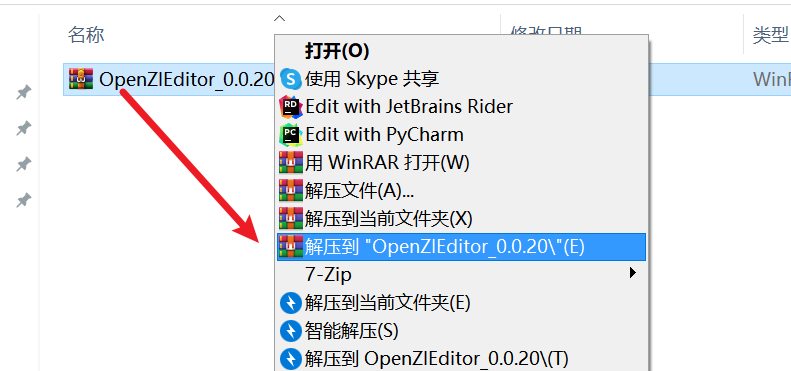 名称
修改日期
类型
OpenZIEditor_0.0.20
WinR
打开(O)
使用 Skype 共享
Edit with JetBrains Rider
Edit with PyCharm
用 WinRAR 打开(W)
解压文件(A)...
解压到当前文件夹(X)
解压到 "OpenZIEditor_0.0.20\"(E)
7-Zip
解压到当前文件夹(E)
智能解压(S)
解压到 OpenZIEditor_0.0.20\(T)